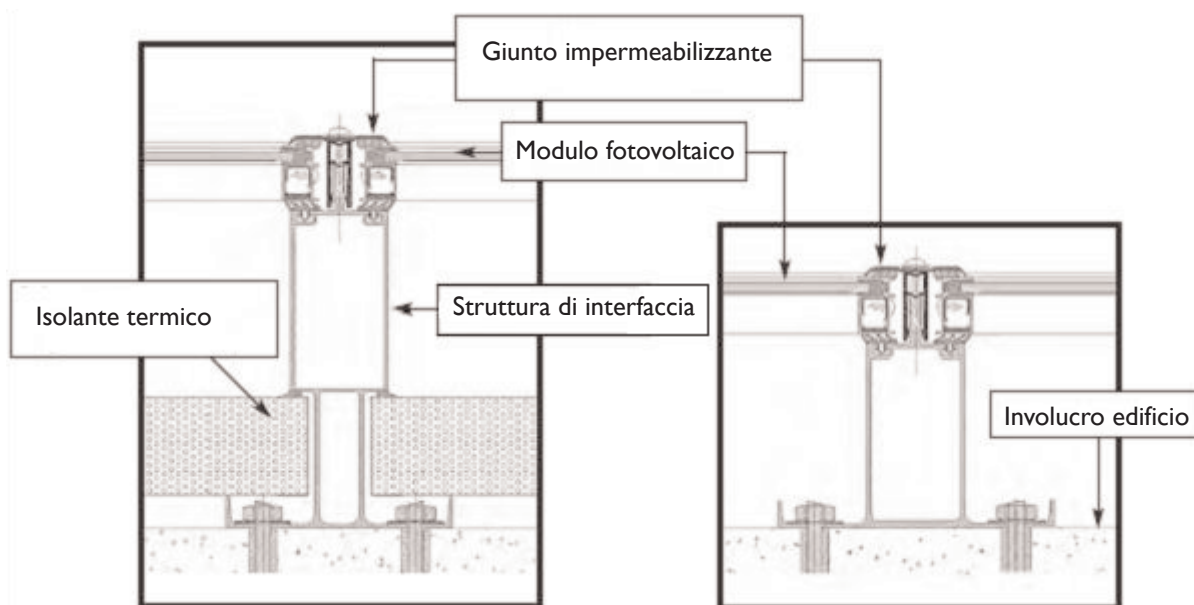 Giunto impermeabilizzante
Modulo fotovoltaico
Isolante termico
Struttura di interfaccia
Involucro edificio